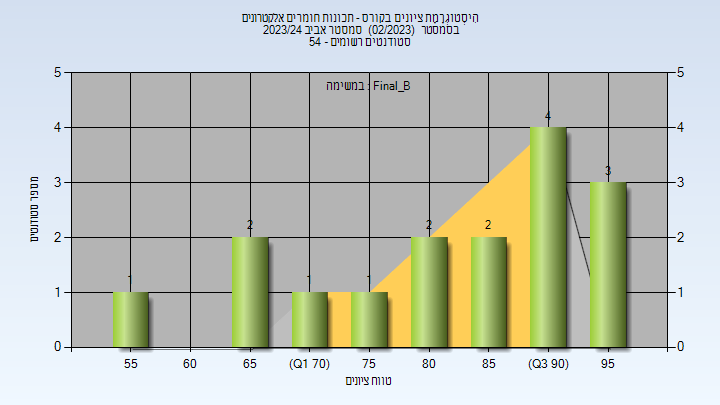 היסטוגרמת ציונים בקורס - תכונות חומרים אלקטרונים
בסמסטר (02/2023) סמסטר אביב 2023/24
סטודנטים רשומים - 54
במשימה : Final_B
5 5
4 4
3 3
2 2
1 1
0 0
1 2 1 1 2 2 4 3
מספר סטודנטים
55 60 65 (Q1 70) 75 80 85 (Q3 90) 95
טווח ציונים